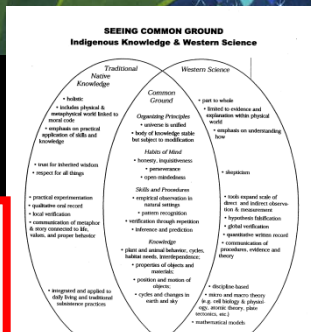 SEEING COMMON GROUND
Indigenous Knowledge & Western Science
Traditional
Native
Knowledge
• holistic
• includes physical &
metaphysical world linked to
moral code
• emphasis on practical
application of skills and
knowledge
• trust for inherited wisdom
• respect for all things
• practical experimentation
• qualitative oral record
• local verification
• communication of metaphor
& story connected to life,
values, and proper behavior
• integrated and applied to
daily living and traditional
subsistence practices
Common
Ground
Organizing Principles
• universe is unified
• body of knowledge stable
but subject to modification
Habits of Mind
• honesty, inquisitiveness
• perseverance
• open-mindedness
Skills and Procedures
• empirical observation in
natural settings
• pattern recognition
• verification through repetition
• inference and prediction
Knowledge
• plant and animal behavior, cycles,
habitat needs, interdependence;
• properties of objects and
materials;
• position and motion of
objects;
• cycles and changes in
earth and sky
Western Science
• part to whole
• limited to evidence and
explanation within physical
world
• emphasis on understanding
how
• skepticism
• tools expand scale of
direct and indirect observa-
tion & measurement
• hypothesis falsification
• global verification
• quantitative written record
• communication of
procedures, evidence and
theory
• discipline-based
• micro and macro theory
(e.g. cell biology & physiol-
ogy, atomic theory, plate
tectonics, etc.)
• mathematical models